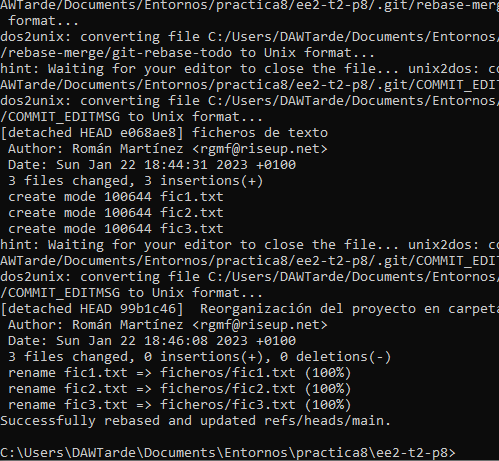 AWTarde/Documents/Entornos/practica8/ee2-t2-p8/.git/rebase-merge
 format...
dos2unix: converting file C:/Users/DAWTarde/Documents/Entornos/
/rebase-merge/git-rebase-todo to Unix format...
hint: Waiting for your editor to close the file... unix2dos: co
AWTarde/Documents/Entornos/practica8/ee2-t2-p8/.git/COMMIT_EDIT
dos2unix: converting file C:/Users/DAWTarde/Documents/Entornos/
/COMMIT_EDITMSG to Unix format...
[detached HEAD e068ae8] ficheros de texto
 Author: Román Martínez <rgmf@riseup.net>
 Date: Sun Jan 22 18:44:31 2023 +0100
 3 files changed, 3 insertions(+)
 create mode 100644 fic1.txt
 create mode 100644 fic2.txt
 create mode 100644 fic3.txt
hint: Waiting for your editor to close the file... unix2dos: co
AWTarde/Documents/Entornos/practica8/ee2-t2-p8/.git/COMMIT_EDIT
dos2unix: converting file C:/Users/DAWTarde/Documents/Entornos/
/COMMIT_EDITMSG to Unix format...
[detached HEAD 99b1c46]  Reorganización del proyecto en carpeta
 Author: Román Martínez <rgmf@riseup.net>
 Date: Sun Jan 22 18:46:08 2023 +0100
 3 files changed, 0 insertions(+), 0 deletions(-)
 rename fic1.txt => ficheros/fic1.txt (100%)
 rename fic2.txt => ficheros/fic2.txt (100%)
 rename fic3.txt => ficheros/fic3.txt (100%)
Successfully rebased and updated refs/heads/main.
C:\Users\DAWTarde\Documents\Entornos\practica8\ee2-t2-p8>